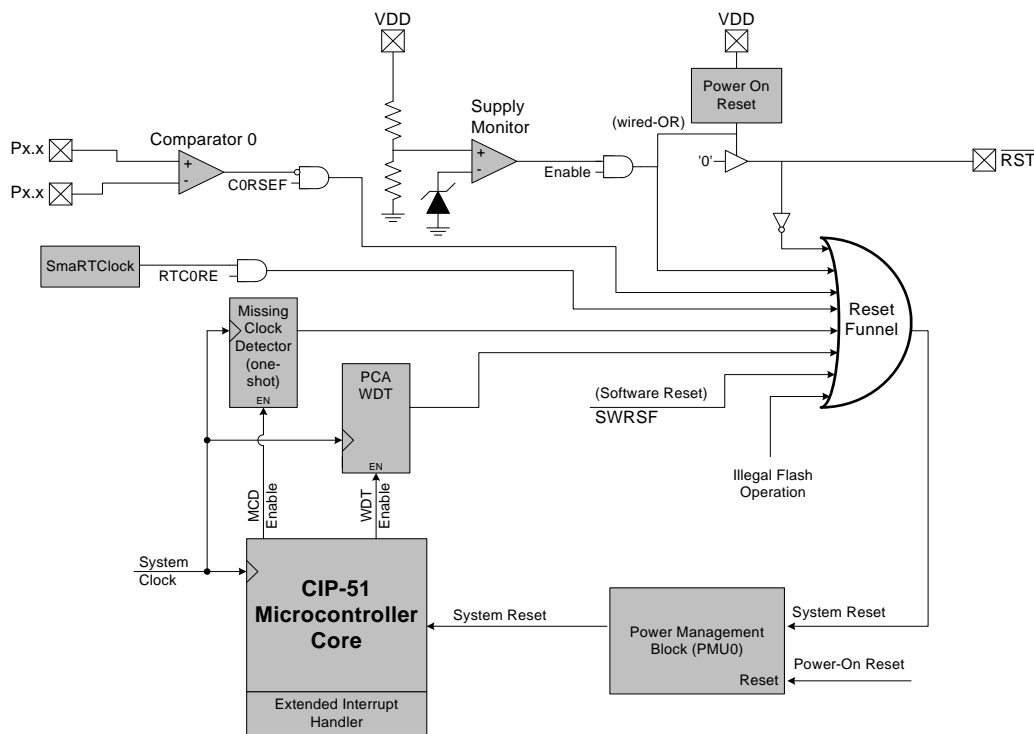 VDD
VDD
Power On
Reset
Supply
Monitor
(wired-OR)
Px.x
Comparator 0
+
-
Px.x
C0RSEF
+
-
Enable
'0'
RST
SmaRTClock
RTC0RE
Missing
Clock
Detector
(one-
shot)
EN
Reset
Funnel
PCA
WDT
EN
(Software Reset)
SWRSF
Illegal Flash
Operation
MCD
Enable
WDT
Enable
System
Clock
CIP-51
Microcontroller
Core
Extended Interrupt
Handler
System Reset
Power Management
Block (PMU0)
Reset
System Reset
Power-On Reset